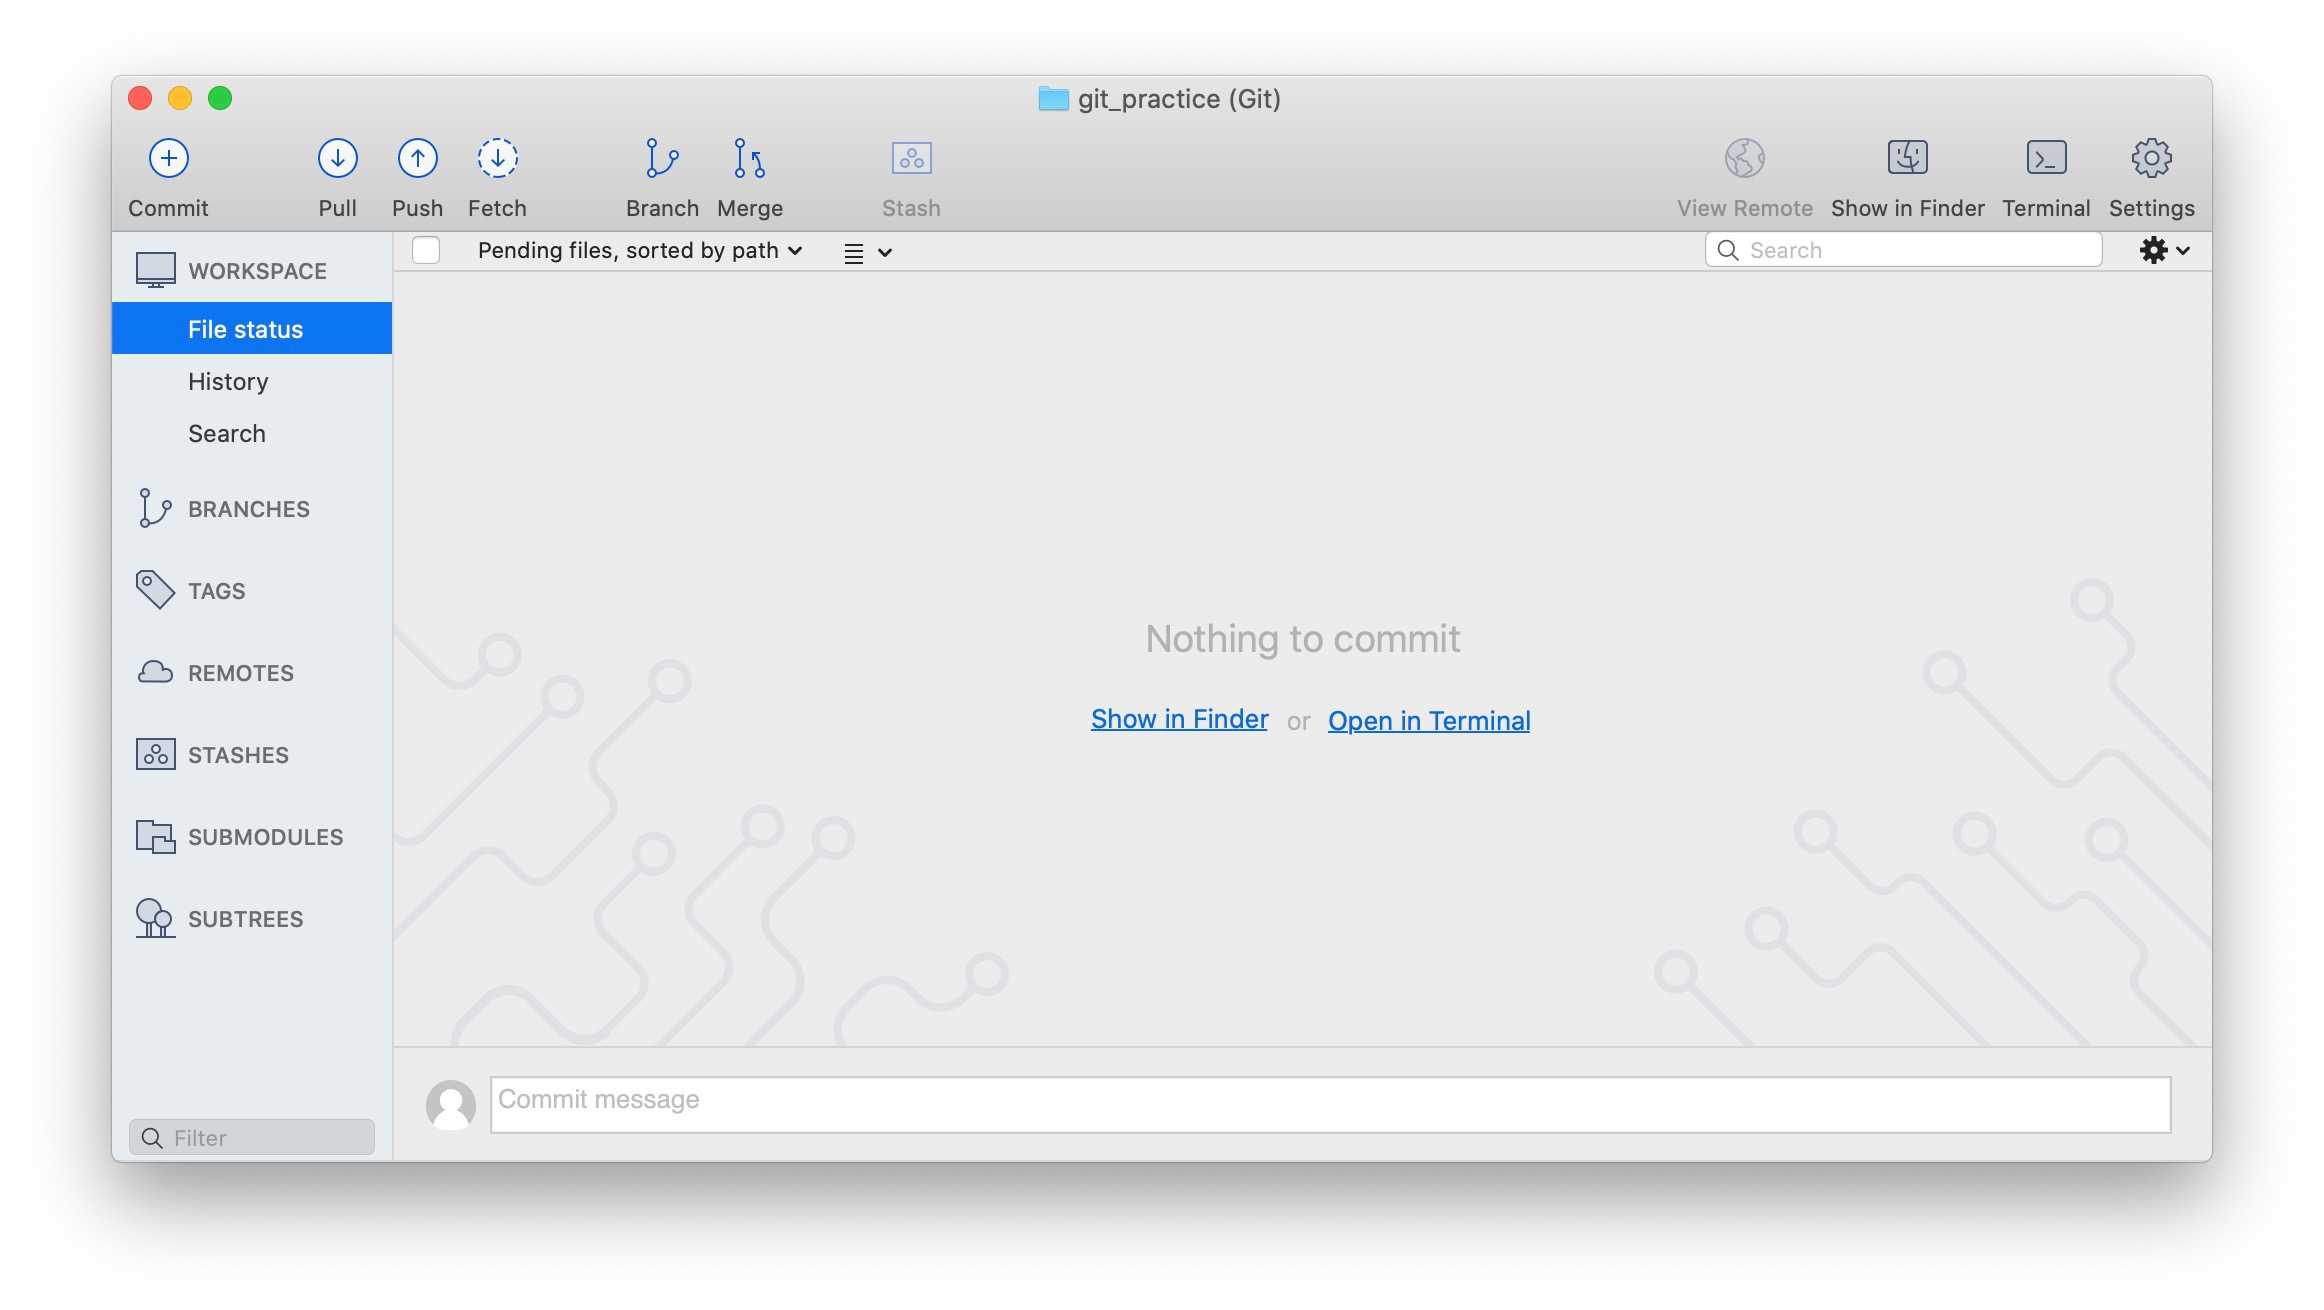 git_practice (Git)
Commit Pull Push Fetch Branch Merge Stash View Remote Show in Finder Terminal Settings
WORKSPACE
File status
History
Search
BRANCHES
TAGS
REMOTES
STASHES
SUBMODULES
SUBTREES
Filter
Pending files, sorted by path
Search
Nothing to commit
Show in Finder or Open in Terminal
Commit message